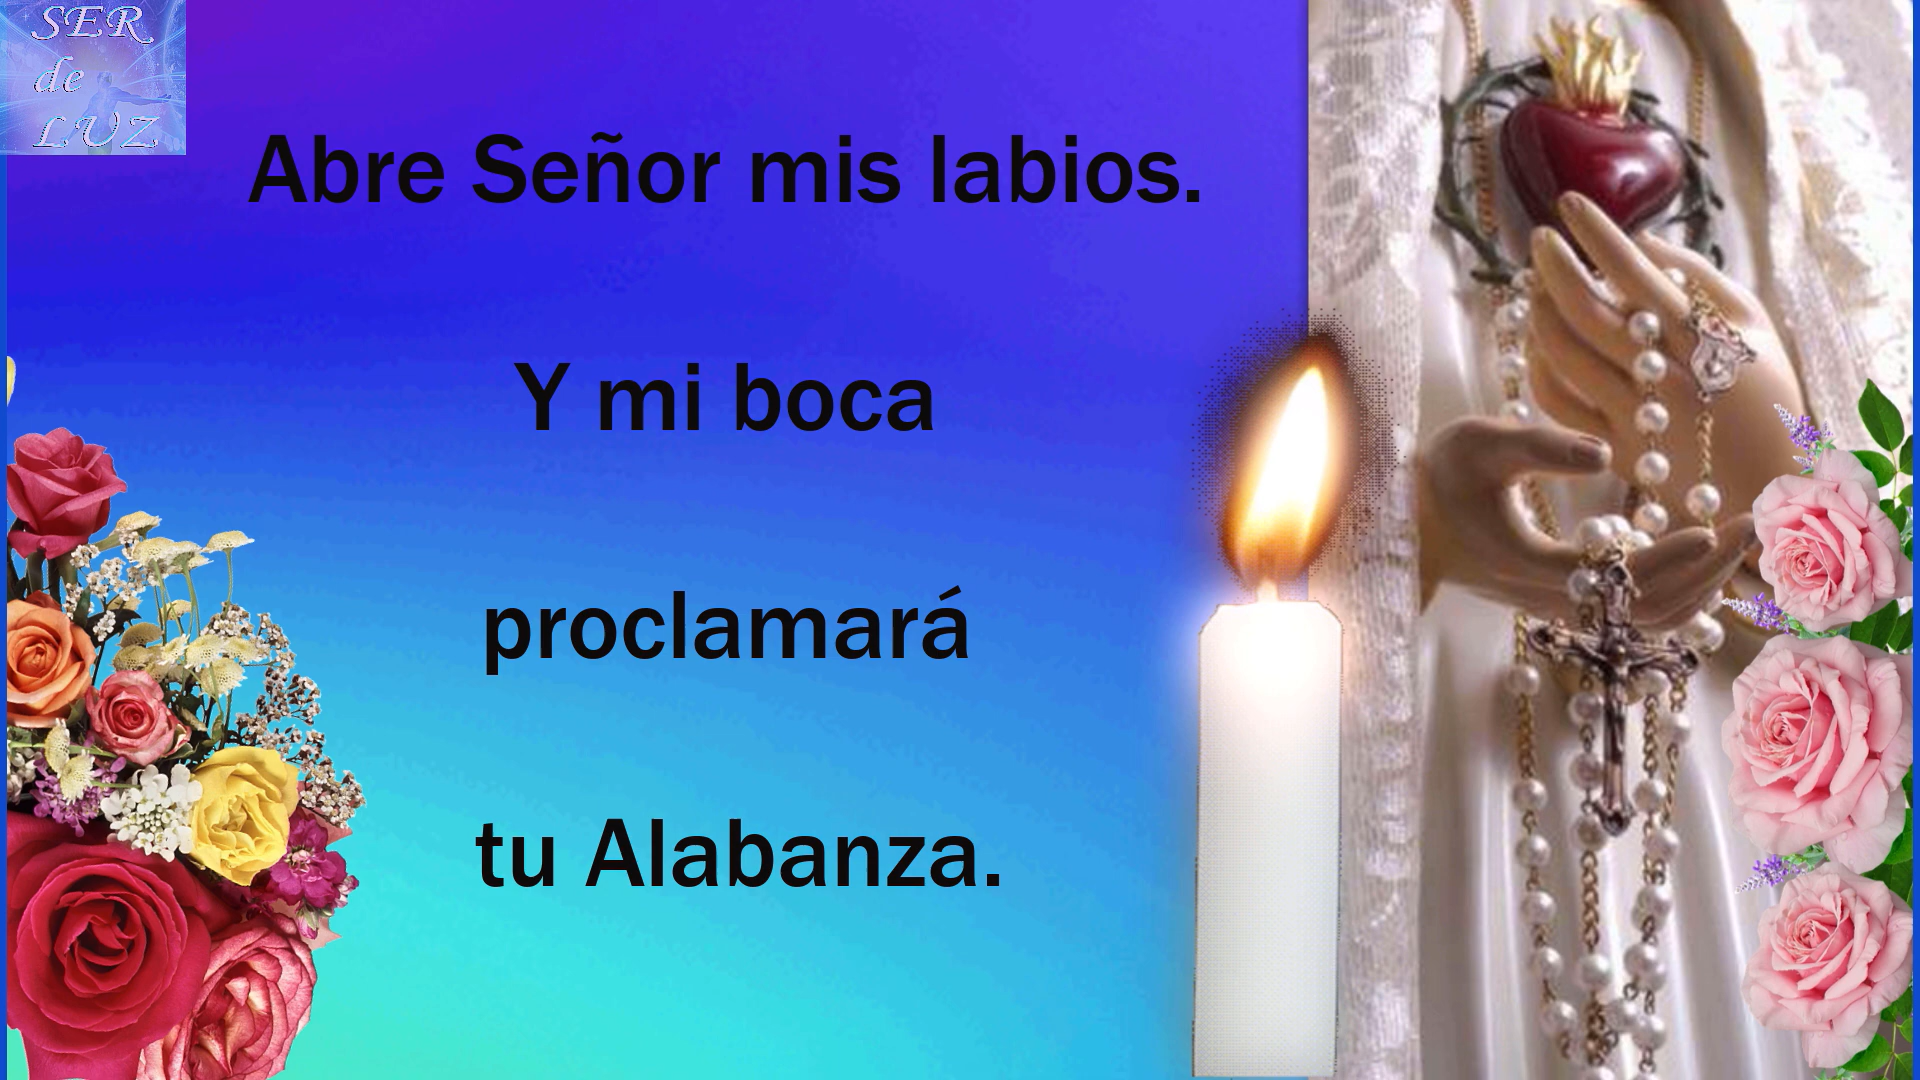 SER
de
LUZ
Abre Señor mis labios.
Y mi boca
proclamará
tu Alabanza.